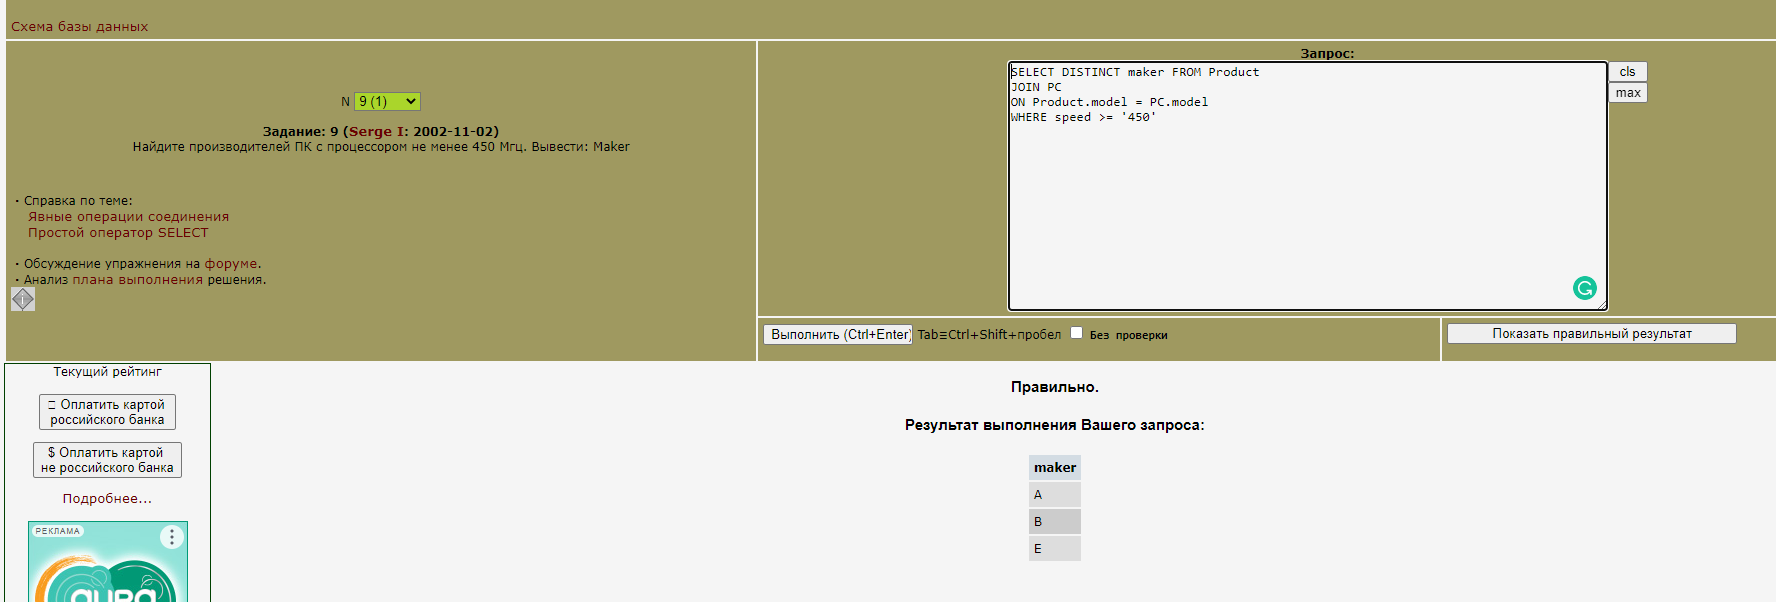 Схема базы данных
N 9 (1)
Задание: 9 (Serge I: 2002-11-02)
Найдите производителей ПК с процессором не менее 450 Мгц. Вывести: Maker
· Справка по теме:
Явные операции соединения
Простой оператор SELECT
· Обсуждение упражнения на форуме.
· Анализ плана выполнения решения.
Запрос:
SELECT DISTINCT maker FROM Product
JOIN PC
ON Product.model = PC.model
WHERE speed >= '450'
cls
max
Выполнить (Ctrl+Enter) Tab≡Ctrl+Shift+пробел Без проверки
Показать правильный результат
Текущий рейтинг
Оплатить картой
российского банка
$ Оплатить картой
не российского банка
Подробнее...
РЕКЛАМА
aura
Правильно.
Результат выполнения Вашего запроса:
maker
A
B
E